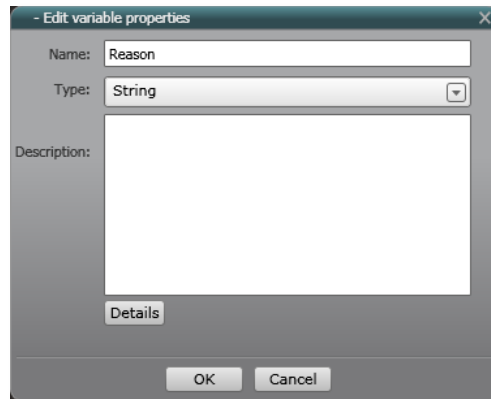 - Edit variable properties
Name: Reason
Type: String
Description:
Details
OK Cancel